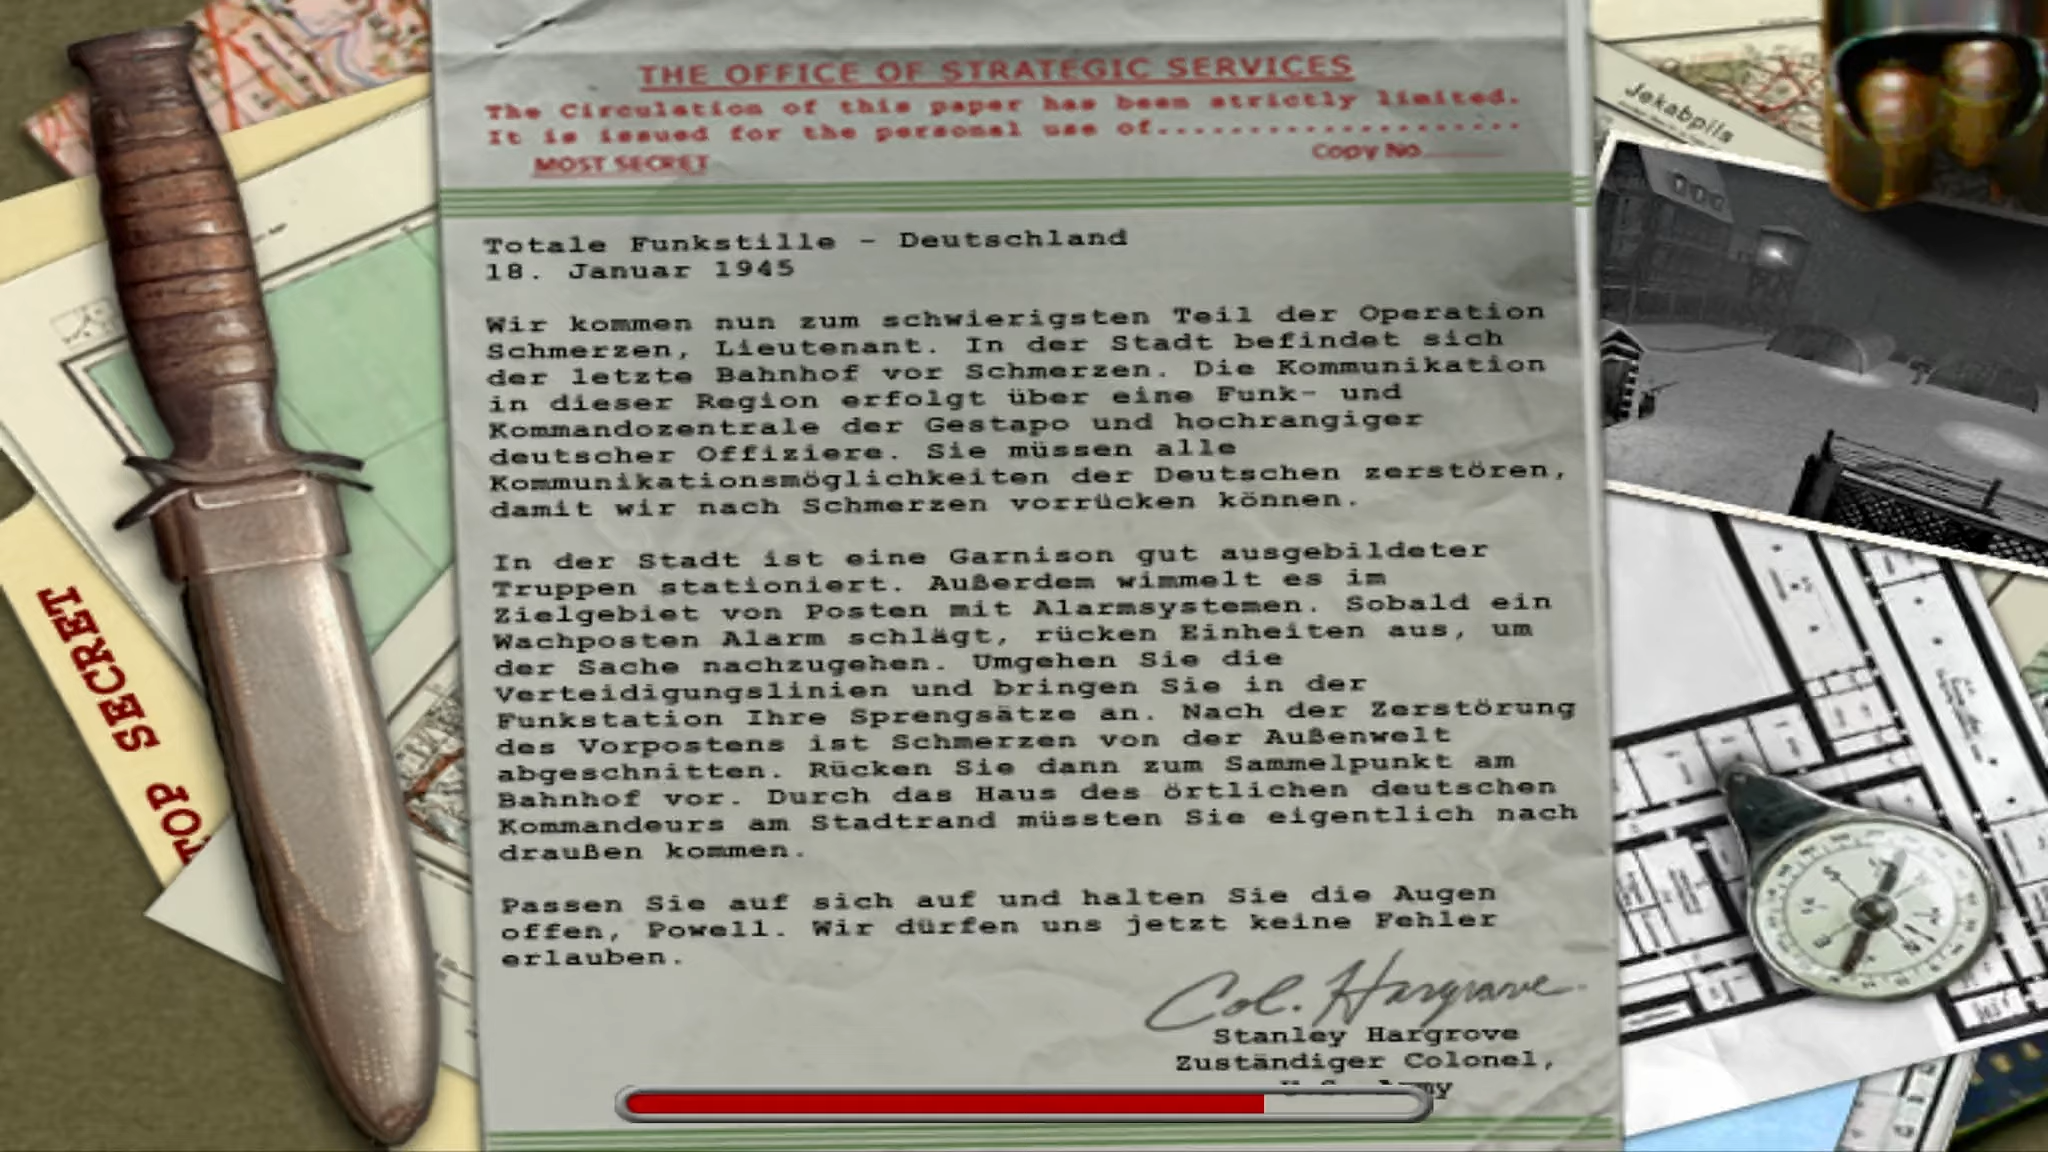 THE OFFICE OF STRATEGIC SERVICES
The Circulation of this paper has been strictly limited.
It is issued for the personal use of......................
MOST SECRET
Copy No.
Totale Funkstille - Deutschland
18. Januar 1945
Wir kommen nun zum schwierigsten Teil der Operation
Schmerzen, Lieutenant. In der Stadt befindet sich
der letzte Bahnhof vor Schmerzen. Die Kommunikation
in dieser Region erfolgt über eine Funk- und
Kommandozentrale der Gestapo und hochrangiger
deutscher Offiziere. Sie müssen alle
Kommunikationsmöglichkeiten der Deutschen zerstören,
damit wir nach Schmerzen vorrücken können.
In der Stadt ist eine Garnison gut ausgebildeter
Truppen stationiert. Außerdem wimmelt es im
Zielgebiet von Posten mit Alarmsystemen. Sobald ein
Wachposten Alarm schlägt, rücken Einheiten aus, um
der Sache nachzugehen. Umgehen Sie die
Verteidigungslinien und bringen Sie in der
Funkstation Ihre Sprengsätze an. Nach der Zerstörung
des Vorpostens ist Schmerzen von der Außenwelt
abgeschnitten. Rücken Sie dann zum Sammelpunkt am
Bahnhof vor. Durch das Haus des örtlichen deutschen
Kommandeurs am Stadtrand müssten Sie eigentlich nach
draußen kommen.
Passen Sie auf sich auf und halten Sie die Augen
offen, Powell. Wir dürfen uns jetzt keine Fehler
erlauben.
Col. Hargrove
Stanley Hargrove
Zuständiger Colonel,
U.S. Army
TOP SECRET
Jekabpils